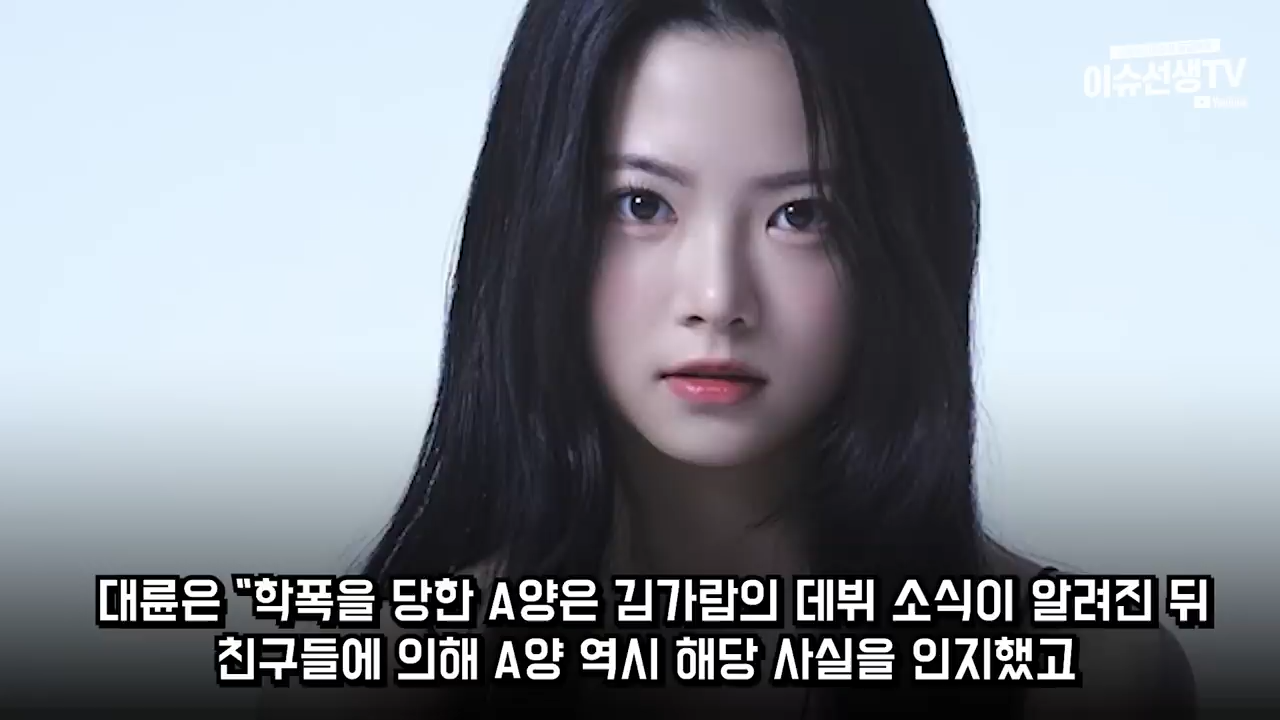 이슈선생TV
YouTube
대륜은 "학폭을 당한 A양은 김가람의 데뷔 소식이 알려진 뒤
친구들에 의해 A양 역시 해당 사실을 인지했고